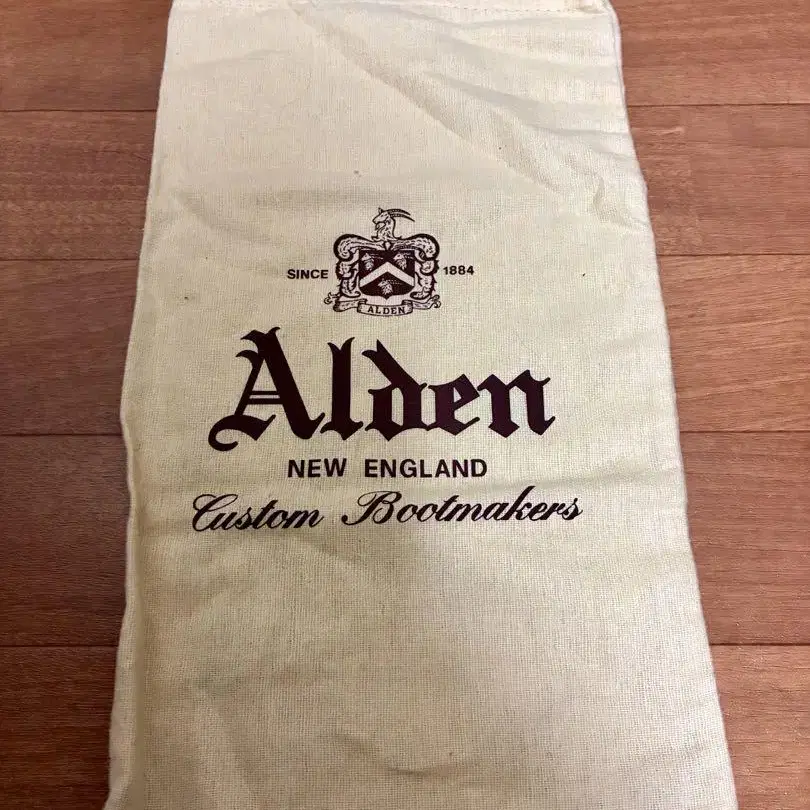 SINCE 1884
ALDEN
Alden
NEW ENGLAND
Custom Bootmakers